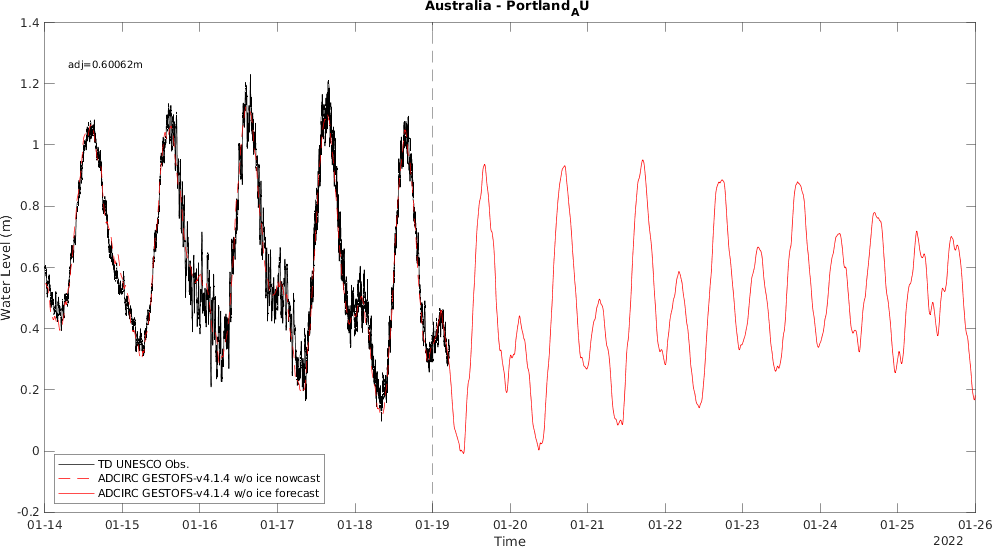 Australia - Portland_AU
adj=0.60062m
Water Level (m)
1.4
1.2
1
0.8
0.6
0.4
0.2
0
-0.2
TD UNESCO Obs.
ADCIRC GESTOFS-v4.1.4 w/o ice nowcast
ADCIRC GESTOFS-v4.1.4 w/o ice forecast
01-14 01-15 01-16 01-17 01-18 01-19 01-20 01-21 01-22 01-23 01-24 01-25 01-26
Time
2022